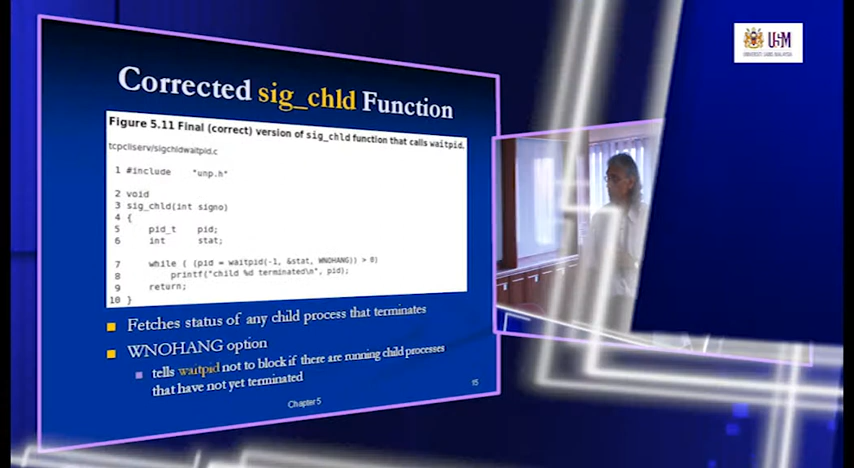 USM
UNIVERSITI SAINS MALAYSIA
Corrected sig_chld Function
Figure 5.11 Final (correct) version of sig_chld function that calls waitpid.
tcpcliserv/sigchldwaitpid.c
1 #include "unp.h"
2 void
3 sig_chld(int signo)
4 {
5 pid_t pid;
6 int stat;
7 while ( (pid = waitpid(-1, &stat, WNOHANG)) > 0)
8 printf("child %d terminated\n", pid);
9 return;
10 }
Fetches status of any child process that terminates
WNOHANG option
tells waitpid not to block if there are running child processes
that have not yet terminated
Chapter 5
15